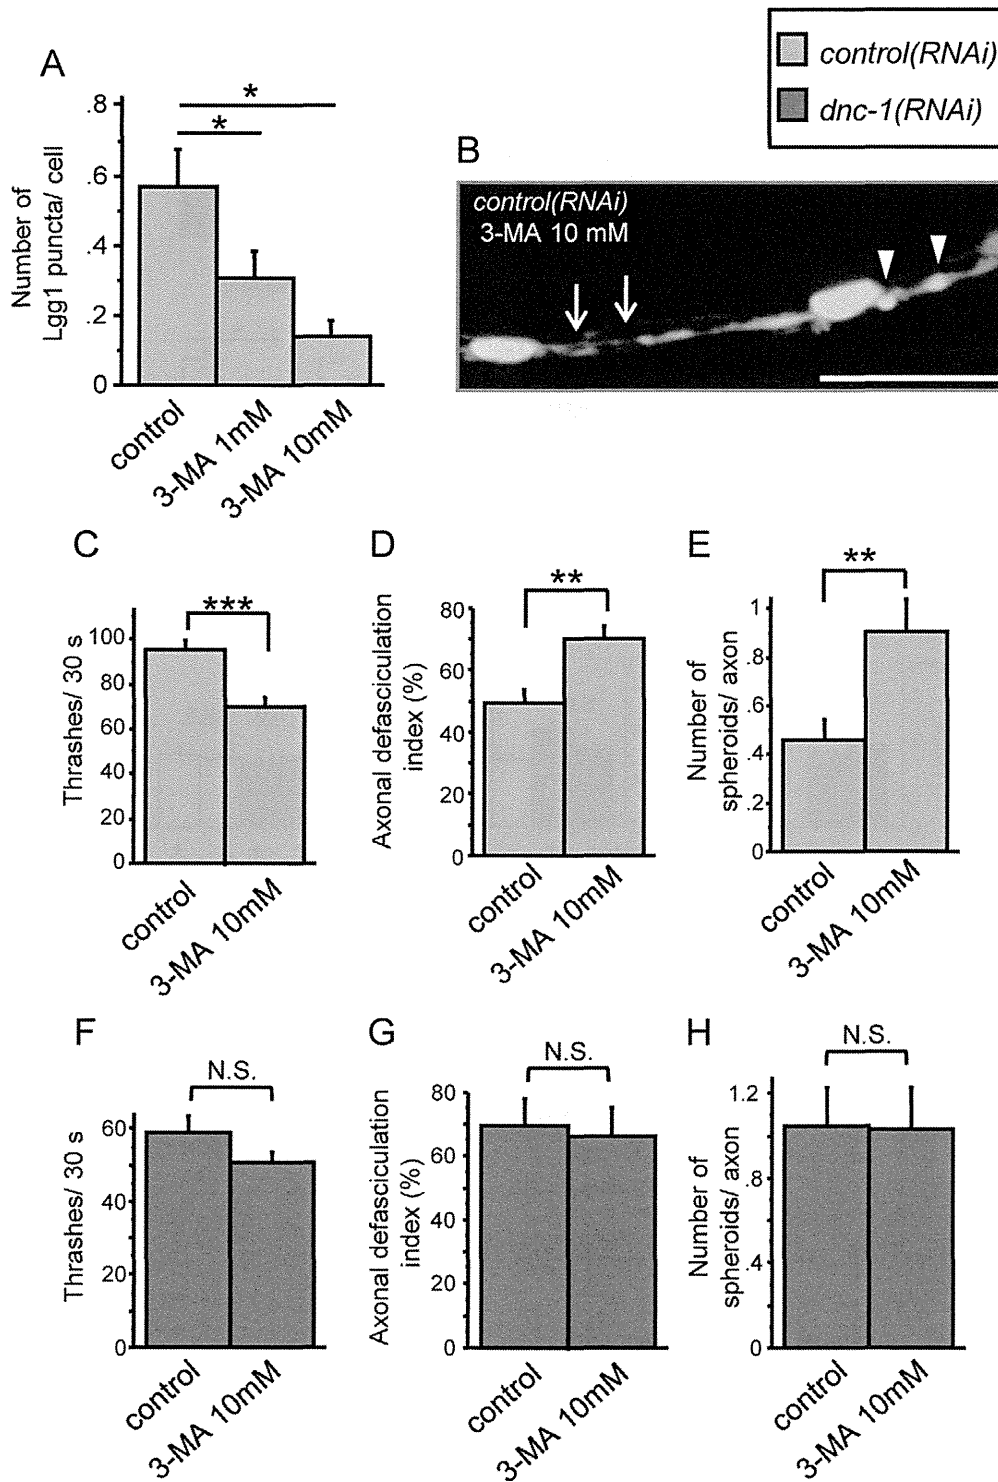 control(RNAi)
dnc-1(RNAi)
A
Number of
Lgg1 puncta/ cell
.8
.6
.4
.2
0
*
*
control
3-MA 1mM
3-MA 10mM
B
control(RNAi)
3-MA 10 mM
C
Thrashes/ 30 s
100
80
60
40
20
0
***
control
3-MA 10mM
D
Axonal defasciculation
index (%)
80
60
40
20
0
**
control
3-MA 10mM
E
Number of
spheroids/ axon
1
.8
.6
.4
.2
0
**
control
3-MA 10mM
F
Thrashes/ 30 s
60
40
20
0
N.S.
control
3-MA 10mM
G
Axonal defasciculation
index (%)
80
60
40
20
0
N.S.
control
3-MA 10mM
H
Number of
spheroids/ axon
1.2
.8
.4
0
N.S.
control
3-MA 10mM